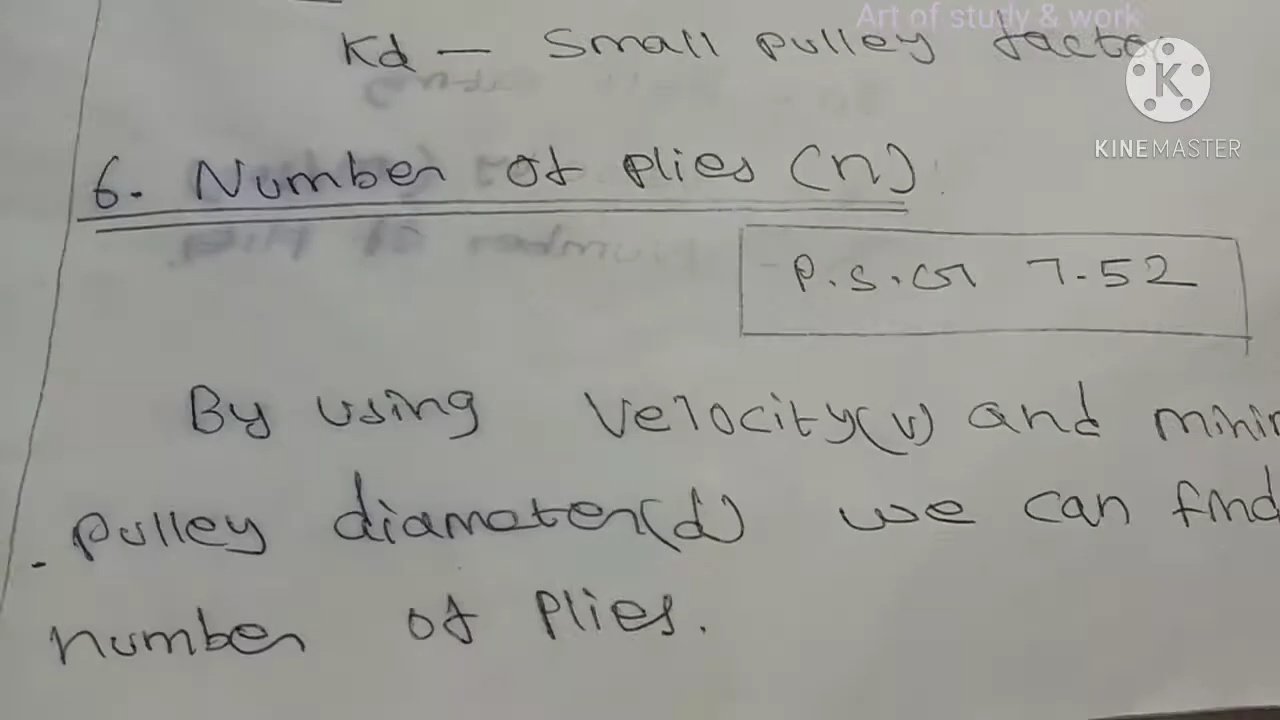 Art of study & work
Kd — Small pulley factor
KINEMASTER
6. Number of plies (n)
P.S.G 7.52
By using velocity(v) and minim
pulley diameter(d) we can find
number of plies.